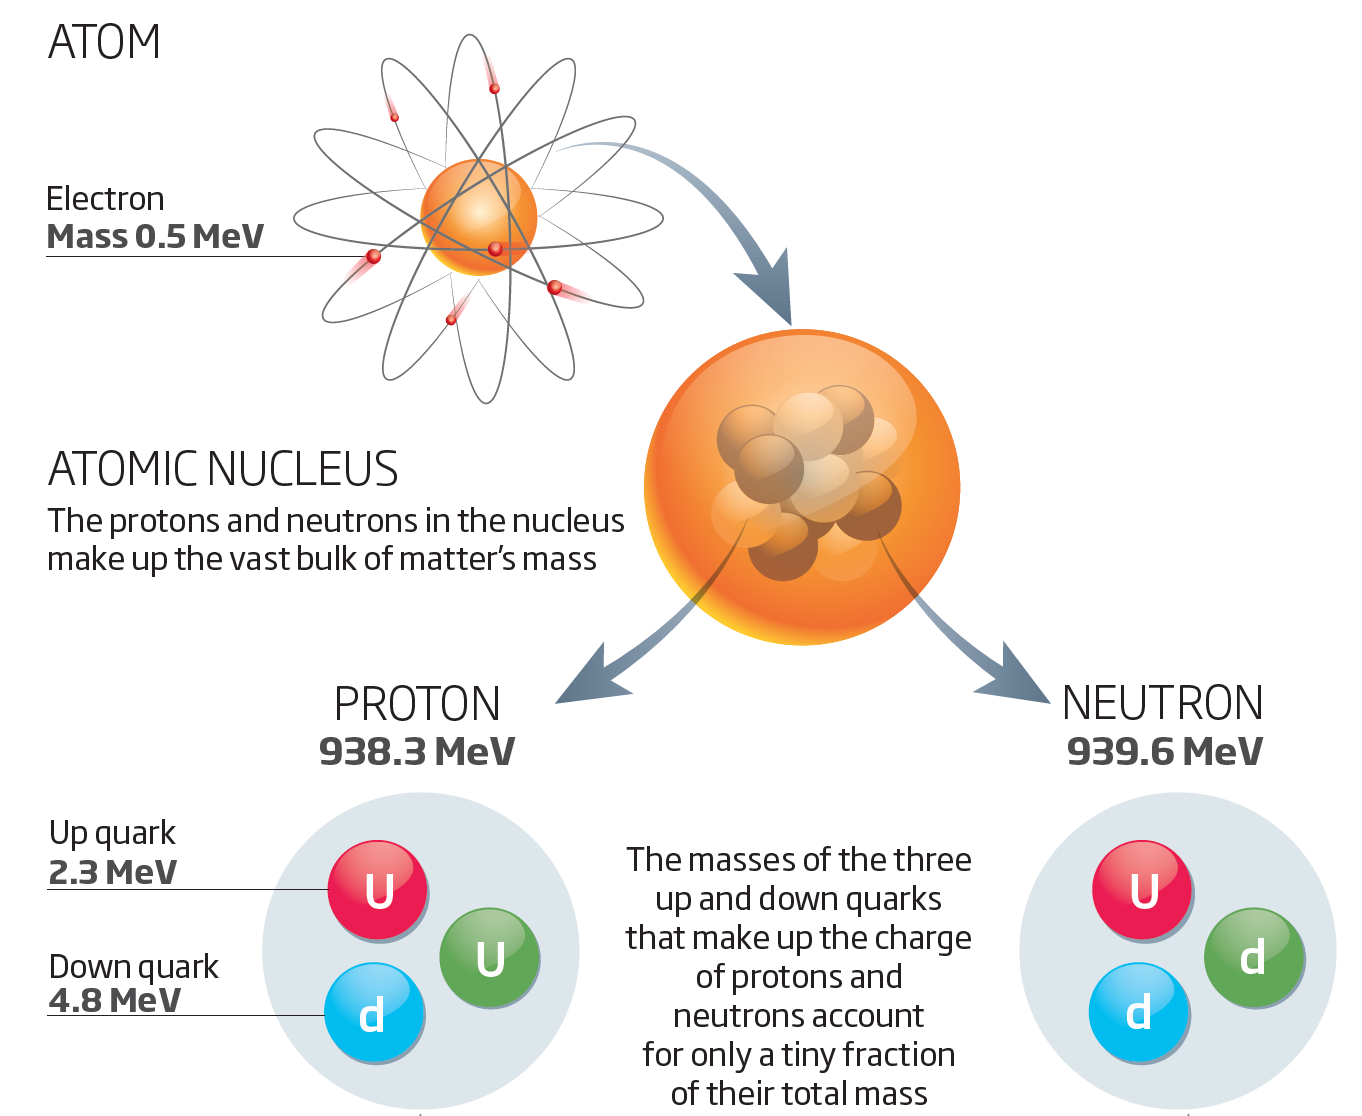 ATOM
Electron
Mass 0.5 MeV
ATOMIC NUCLEUS
The protons and neutrons in the nucleus
make up the vast bulk of matter's mass
PROTON
938.3 MeV
NEUTRON
939.6 MeV
Up quark
2.3 MeV
Down quark
4.8 MeV
U
U
d
The masses of the three
up and down quarks
that make up the charge
of protons and
neutrons account
for only a tiny fraction
of their total mass
U
d
d